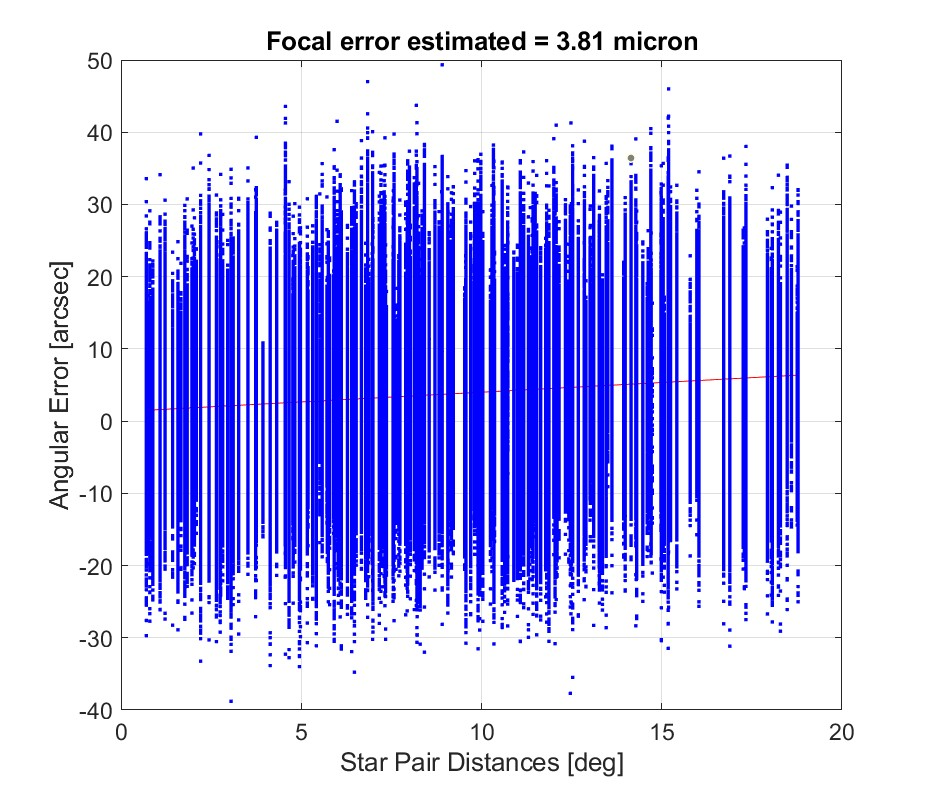 Focal error estimated = 3.81 micron
50
40
30
20
10
0
-10
-20
-30
-40
Angular Error [arcsec]
0 5 10 15 20
Star Pair Distances [deg]